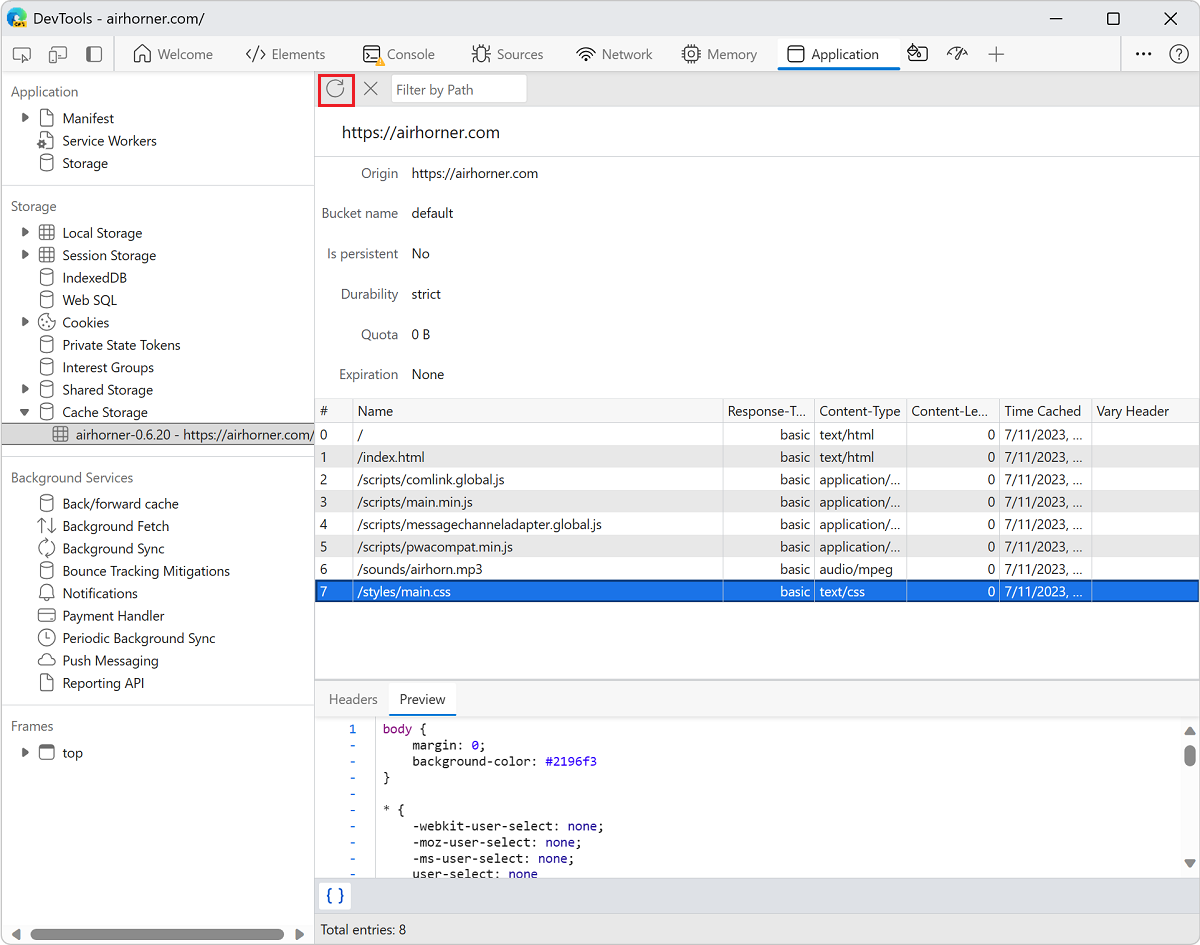 DevTools - airhorner.com/
Welcome
</> Elements
Console
Sources
Network
Memory
Application
Application
Manifest
Service Workers
Storage
Storage
Local Storage
Session Storage
IndexedDB
Web SQL
Cookies
Private State Tokens
Interest Groups
Shared Storage
Cache Storage
airhorner-0.6.20 - https://airhorner.com/
Background Services
Back/forward cache
Background Fetch
Background Sync
Bounce Tracking Mitigations
Notifications
Payment Handler
Periodic Background Sync
Push Messaging
Reporting API
Frames
top
Filter by Path
https://airhorner.com
Origin https://airhorner.com
Bucket name default
Is persistent No
Durability strict
Quota 0 B
Expiration None
# Name Response-T... Content-Type Content-Le... Time Cached Vary Header
0 / basic text/html 0 7/11/2023, ...
1 /index.html basic text/html 0 7/11/2023, ...
2 /scripts/comlink.global.js basic application/... 0 7/11/2023, ...
3 /scripts/main.min.js basic application/... 0 7/11/2023, ...
4 /scripts/messagechanneladapter.global.js basic application/... 0 7/11/2023, ...
5 /scripts/pwacompat.min.js basic application/... 0 7/11/2023, ...
6 /sounds/airhorn.mp3 basic audio/mpeg 0 7/11/2023, ...
7 /styles/main.css basic text/css 0 7/11/2023, ...
Headers Preview
1 body {
- margin: 0;
- background-color: #2196f3
- }
-
- * {
- -webkit-user-select: none;
- -moz-user-select: none;
- -ms-user-select: none;
- user-select: none
{ }
Total entries: 8